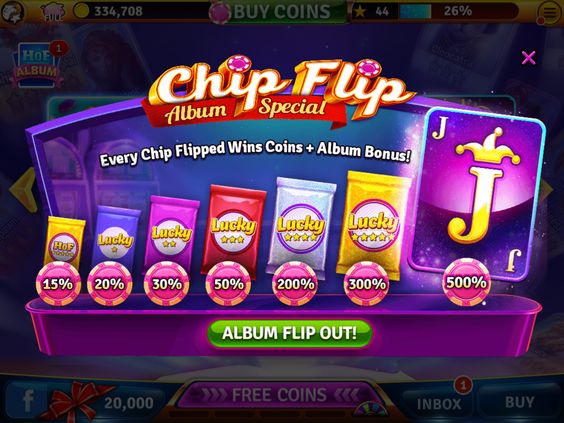 FULL
334,708
BUY COINS
44
26%
1
HoF
ALBUM
Chip Flip
Album Special
Every Chip Flipped Wins Coins + Album Bonus!
J
HoF
Lucky
Lucky
Lucky
Lucky
Lucky
J
J
15%
20%
30%
50%
200%
300%
500%
ALBUM FLIP OUT!
f
20,000
FREE COINS
1
INBOX
BUY